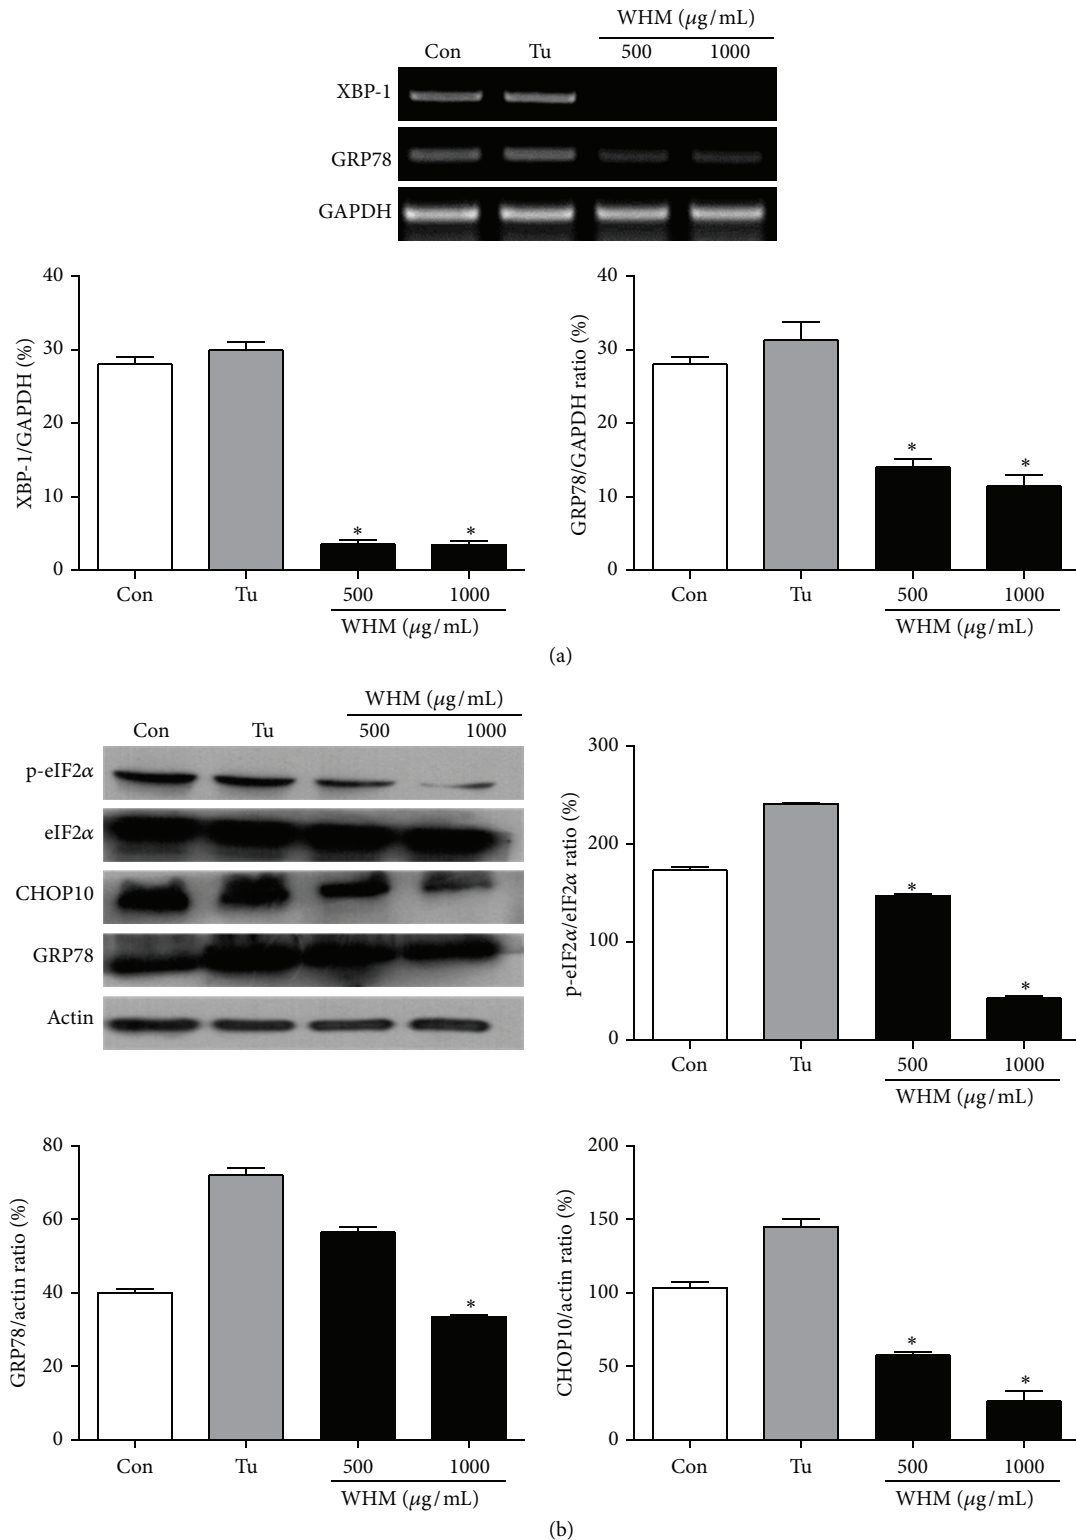 WHM (μg/mL)
Con Tu 500 1000
XBP-1
GRP78
GAPDH
40
30
20
10
0
XBP-1/GAPDH (%)
* *
Con Tu 500 1000
WHM (μg/mL)
40
30
20
10
0
GRP78/GAPDH ratio (%)
* *
Con Tu 500 1000
WHM (μg/mL)
(a)
WHM (μg/mL)
Con Tu 500 1000
p-eIF2α
eIF2α
CHOP10
GRP78
Actin
300
200
100
0
p-eIF2α/eIF2α ratio (%)
*
*
Con Tu 500 1000
WHM (μg/mL)
80
60
40
20
0
GRP78/actin ratio (%)
*
Con Tu 500 1000
WHM (μg/mL)
200
150
100
50
0
CHOP10/actin ratio (%)
*
*
Con Tu 500 1000
WHM (μg/mL)
(b)